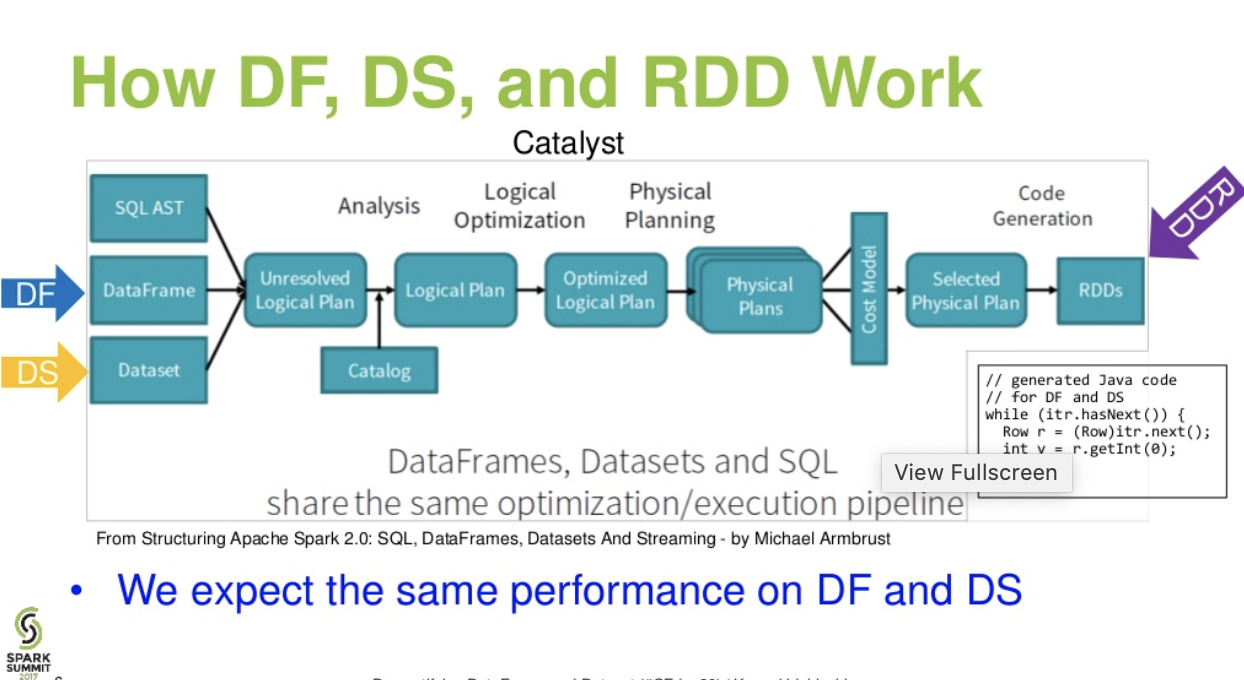 How DF, DS, and RDD Work
Catalyst
SQL AST
DataFrame
Dataset
DF
DS
Analysis
Logical
Optimization
Physical
Planning
Code
Generation
RDD
Unresolved
Logical Plan
Logical Plan
Optimized
Logical Plan
Physical
Plans
Cost Model
Selected
Physical Plan
RDDs
Catalog
// generated Java code
// for DF and DS
while (itr.hasNext()) {
Row r = (Row)itr.next();
int v = r.getInt(0);
View Fullscreen
DataFrames, Datasets and SQL
share the same optimization/execution pipeline
From Structuring Apache Spark 2.0: SQL, DataFrames, Datasets And Streaming - by Michael Armbrust
• We expect the same performance on DF and DS
SPARK
SUMMIT
2017